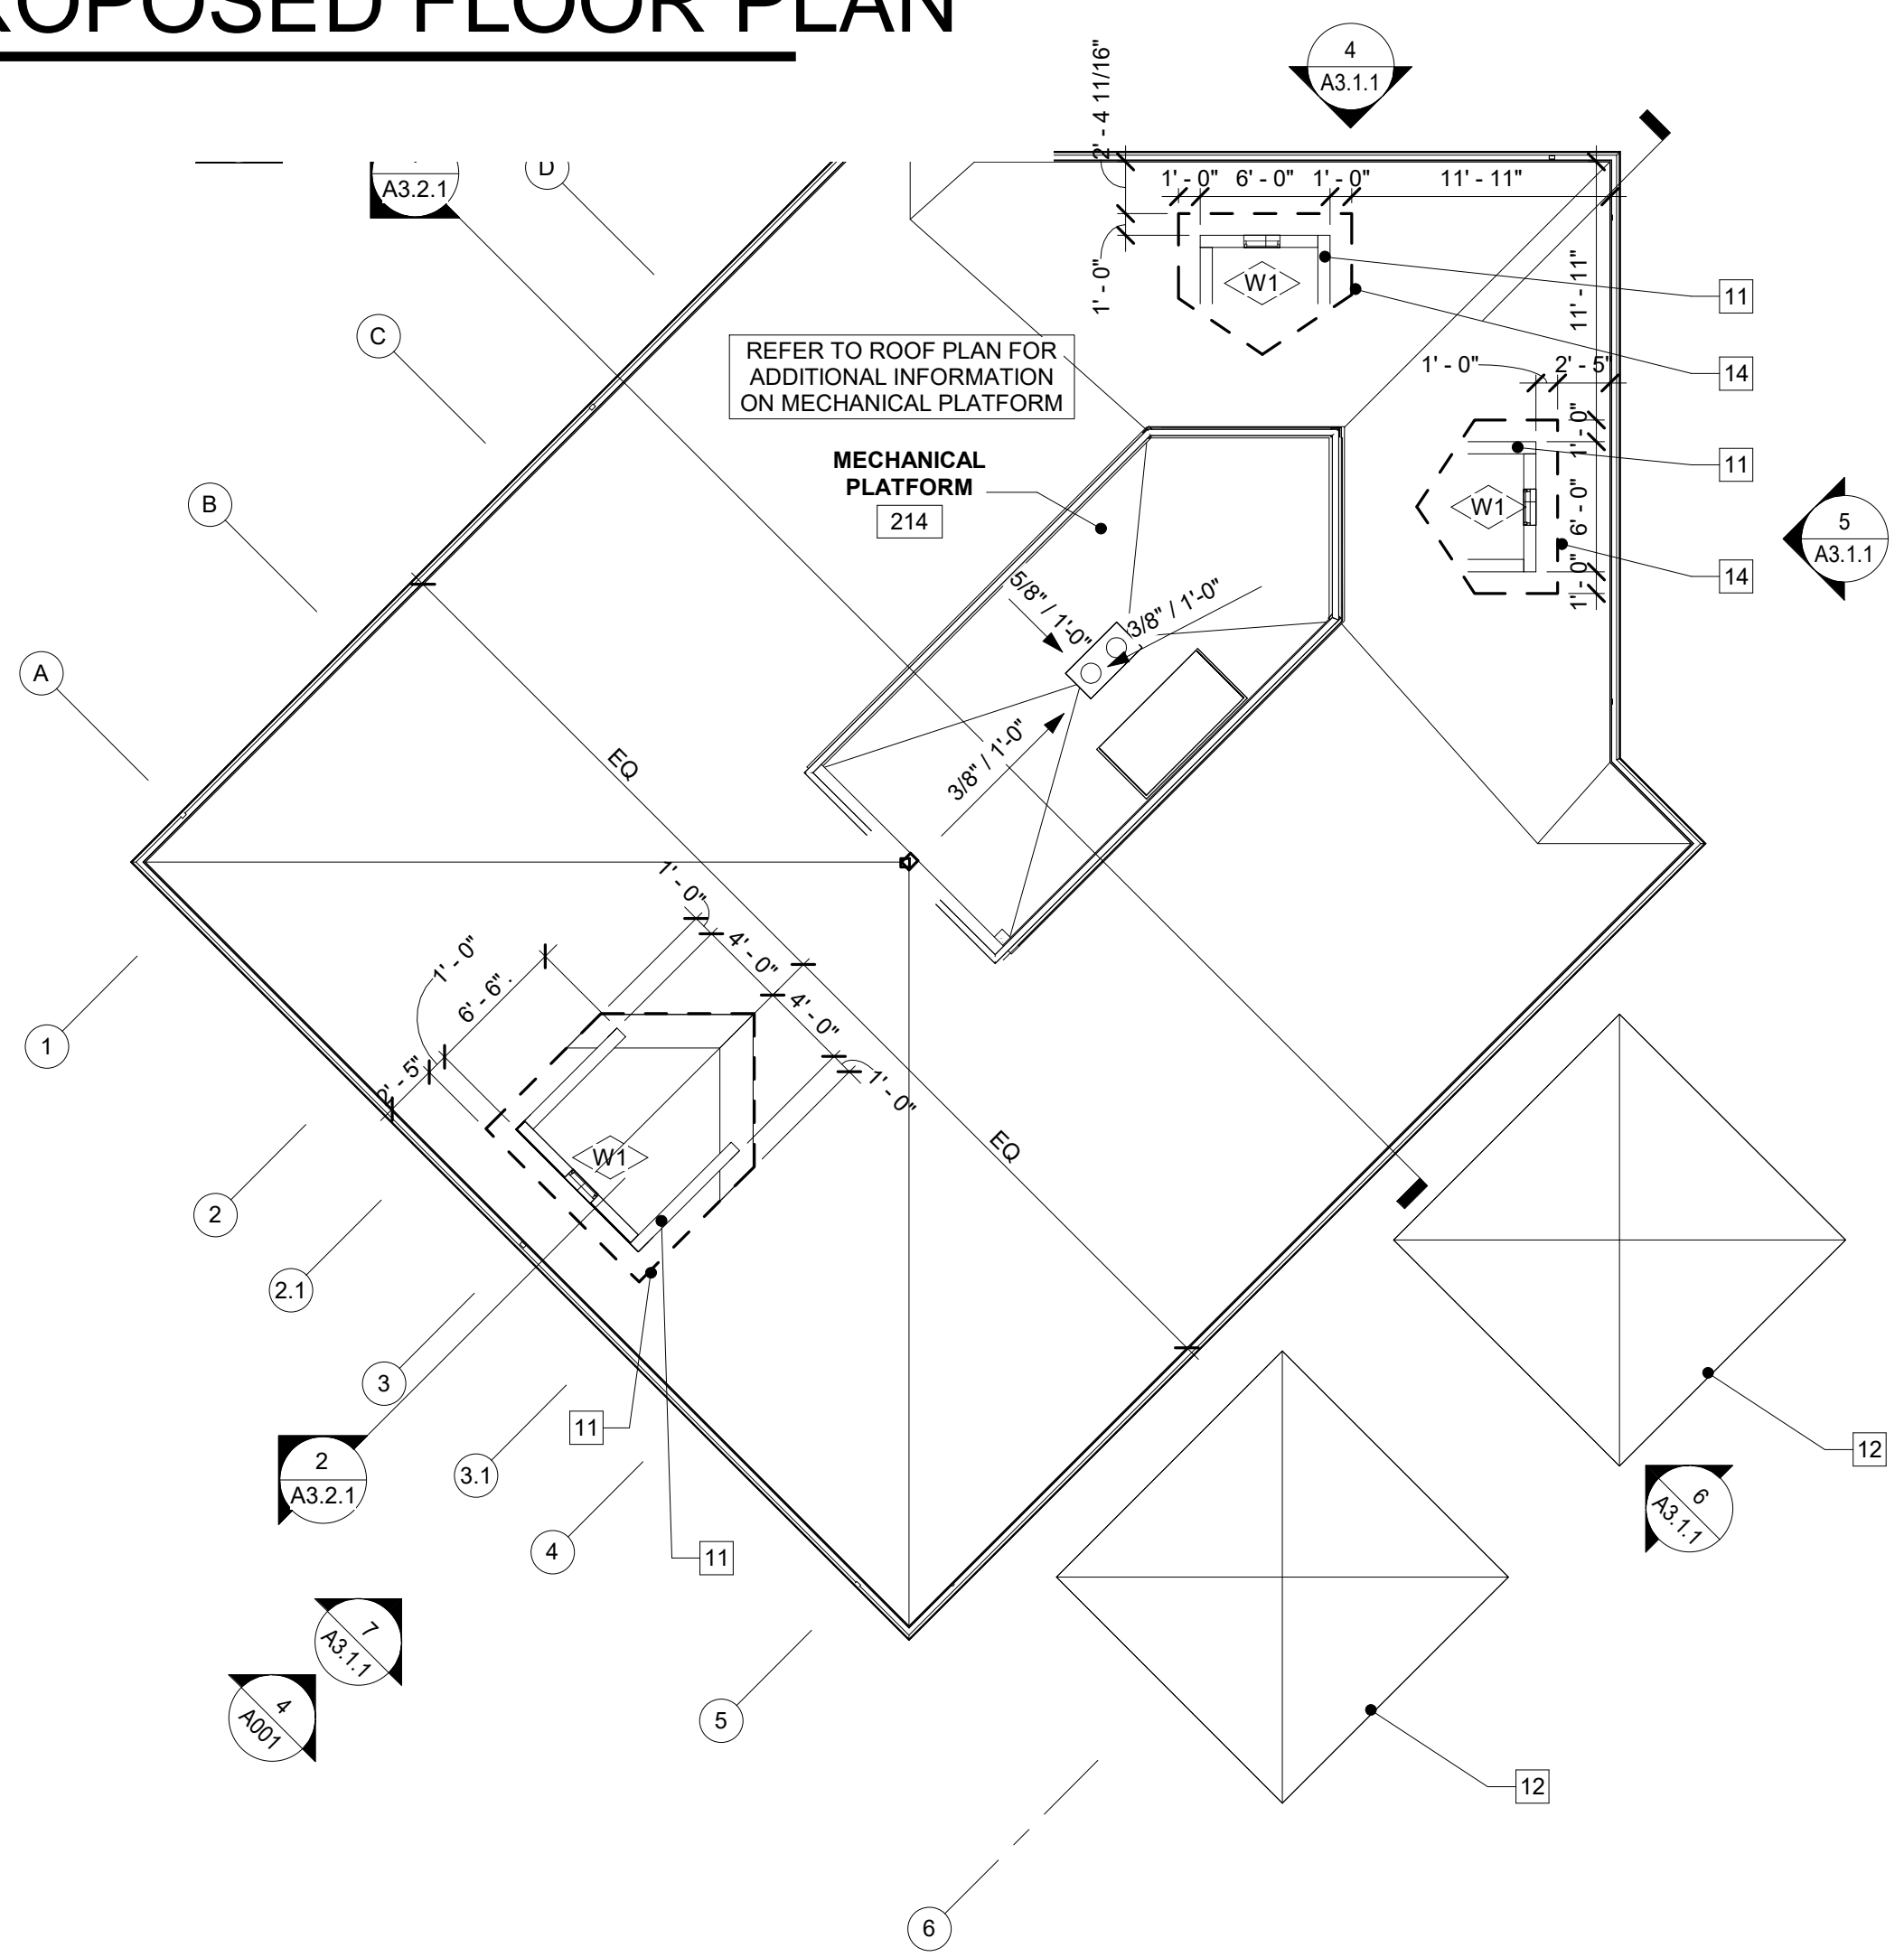 PROPOSED FLOOR PLAN
4
A3.1.1
A3.2.1
D
2' - 4 11/16"
1' - 0"
6' - 0"
1' - 0"
11' - 11"
1' - 0"
W1
11
11' - 11"
14
C
REFER TO ROOF PLAN FOR
ADDITIONAL INFORMATION
ON MECHANICAL PLATFORM
1' - 0"
2' - 5"
1' - 0"
11
MECHANICAL
PLATFORM
214
B
W1
6' - 0"
5
A3.1.1
14
1' - 0"
5/8" / 1'-0"
3/8" / 1'-0"
A
EQ
3/8" / 1'-0"
1' - 0"
4' - 0"
1' - 0"
6' - 6".
4' - 0"
1
2' - 5"
1' - 0"
W1
EQ
2
2.1
3
11
12
2
A3.2.1
3.1
6
A3.1.1
4
11
7
A3.1.1
4
A001
5
12
6